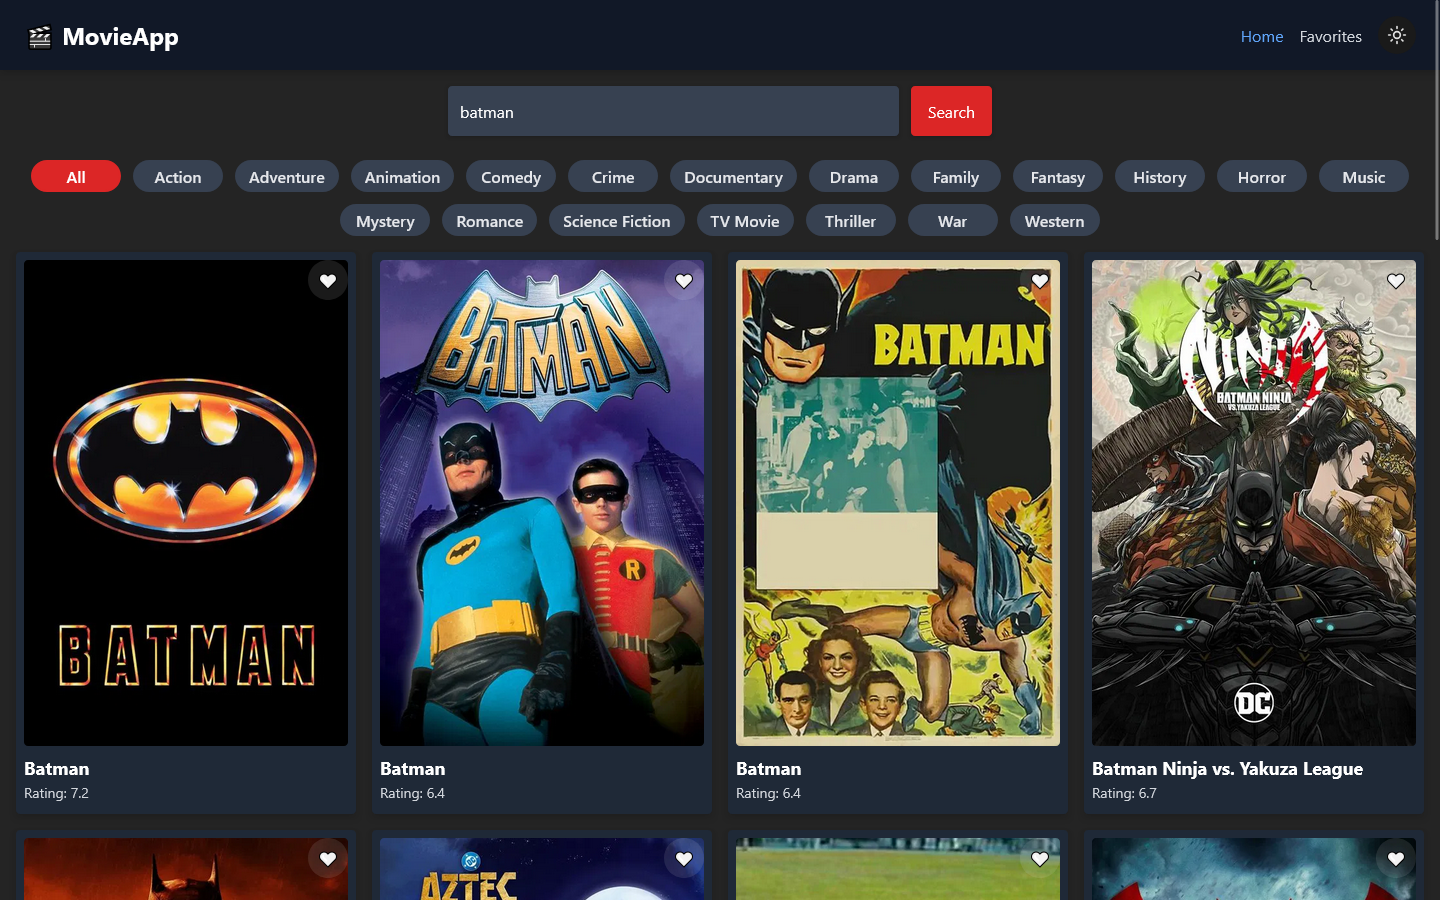 MovieApp
Home Favorites
batman
Search
All Action Adventure Animation Comedy Crime Documentary Drama Family Fantasy History Horror Music
Mystery Romance Science Fiction TV Movie Thriller War Western
BATMAN
Batman
Rating: 7.2
BATMAN
R
Batman
Rating: 6.4
BATMAN
Batman
Rating: 6.4
NINJA
BATMAN NINJA
VS. YAKUZA LEAGUE
DC
Batman Ninja vs. Yakuza League
Rating: 6.7
AZTEC